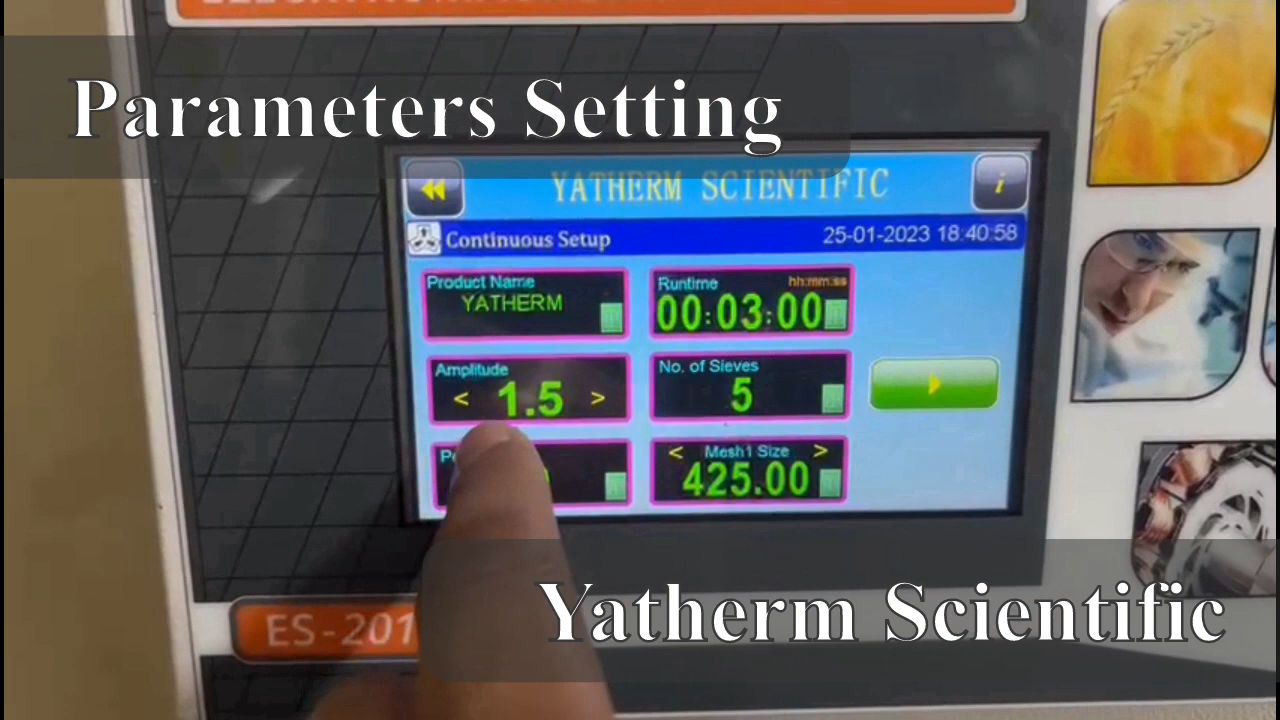 Parameters Setting
YATHERM SCIENTIFIC
i
Continuous Setup 25-01-2023 18:40:58
Product Name
YATHERM
Runtime hh:mm:ss
00:03:00
Amplitude
< 1.5 >
No. of Sieves
5
< Mesh1 Size >
425.00
ES-201
Yatherm Scientific